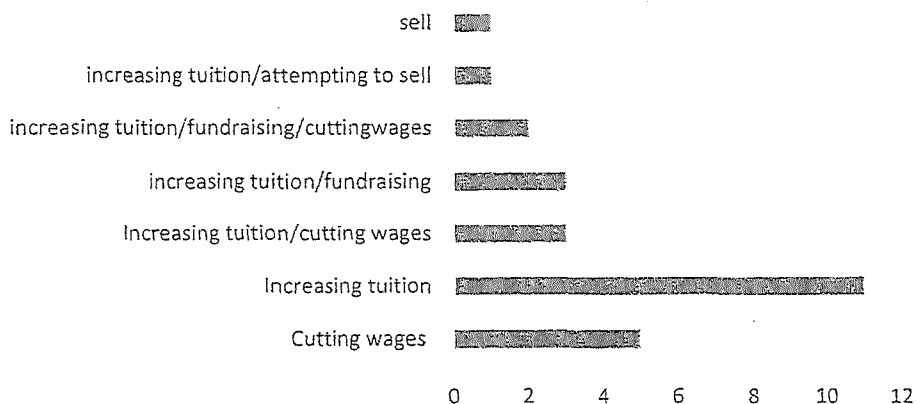 sell
increasing tuition/attempting to sell
increasing tuition/fundraising/cuttingwages
increasing tuition/fundraising
Increasing tuition/cutting wages
Increasing tuition
Cutting wages
0 2 4 6 8 10 12